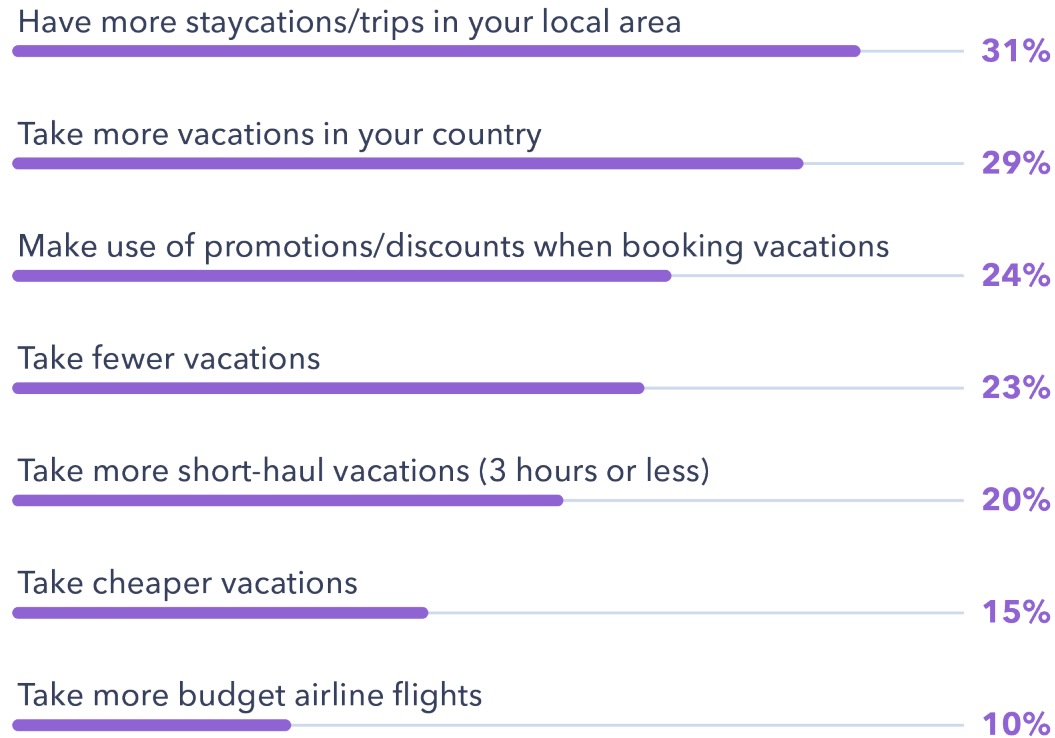 Have more staycations/trips in your local area
31%
Take more vacations in your country
29%
Make use of promotions/discounts when booking vacations
24%
Take fewer vacations
23%
Take more short-haul vacations (3 hours or less)
20%
Take cheaper vacations
15%
Take more budget airline flights
10%